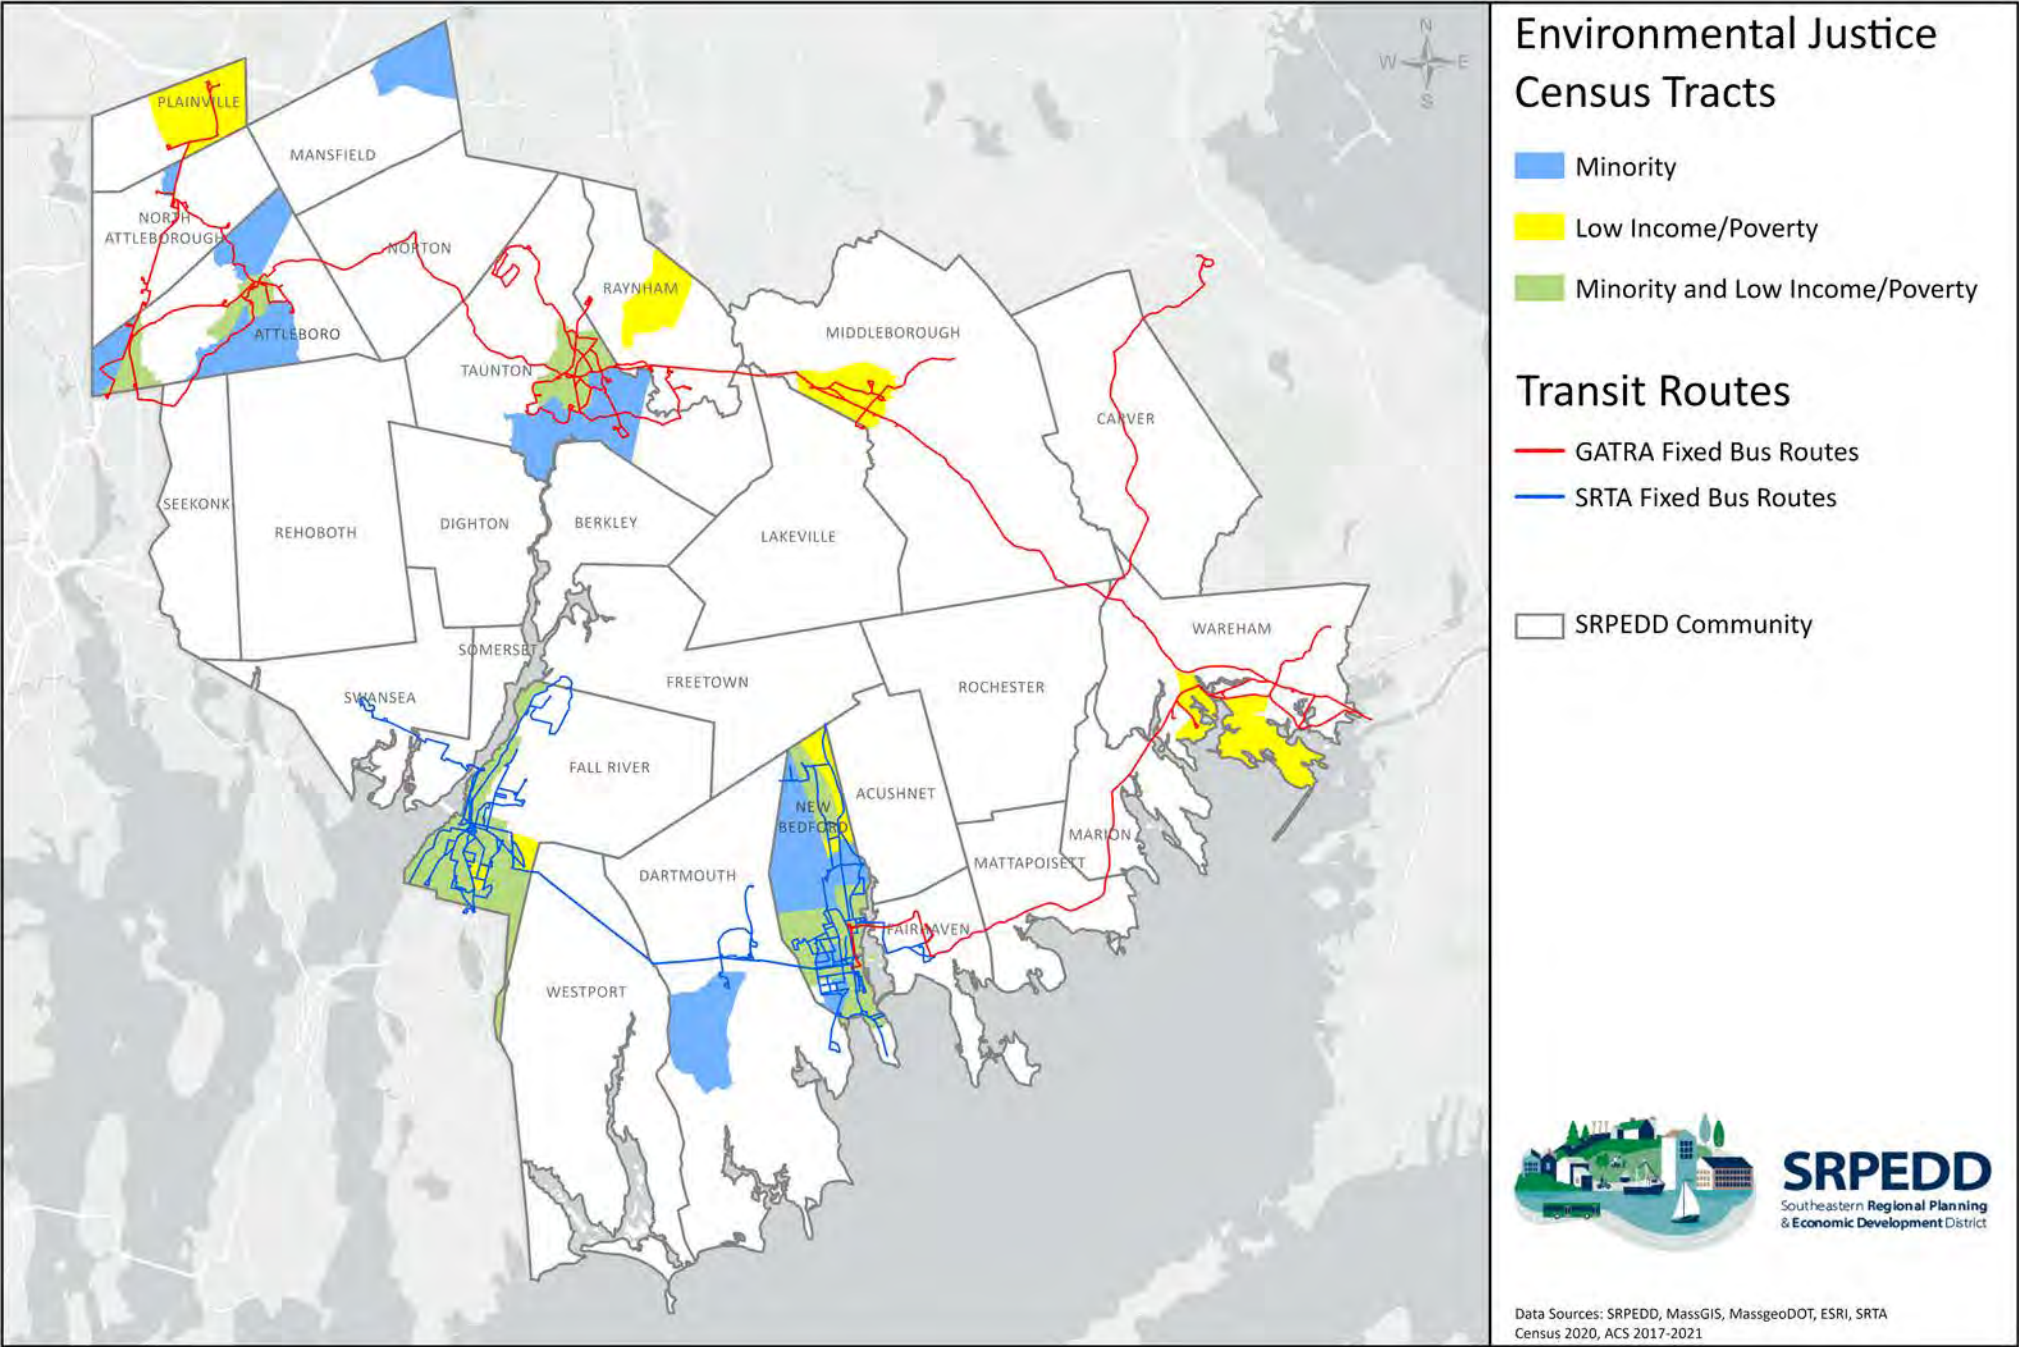 N
W E
S
PLAINVILLE
MANSFIELD
NORTH
ATTLEBOROUGH
NORTON
RAYNHAM
ATTLEBORO
MIDDLEBOROUGH
TAUNTON
CARVER
SEEKONK
REHOBOTH
DIGHTON
BERKLEY
LAKEVILLE
WAREHAM
SOMERSET
SWANSEA
FREETOWN
ROCHESTER
FALL RIVER
ACUSHNET
NEW
BEDFORD
MARION
MATTAPOISETT
DARTMOUTH
FAIRHAVEN
WESTPORT
Environmental Justice
Census Tracts
Minority
Low Income/Poverty
Minority and Low Income/Poverty
Transit Routes
GATRA Fixed Bus Routes
SRTA Fixed Bus Routes
SRPEDD Community
SRPEDD
Southeastern Regional Planning
& Economic Development District
Data Sources: SRPEDD, MassGIS, MassgeoDOT, ESRI, SRTA
Census 2020, ACS 2017-2021